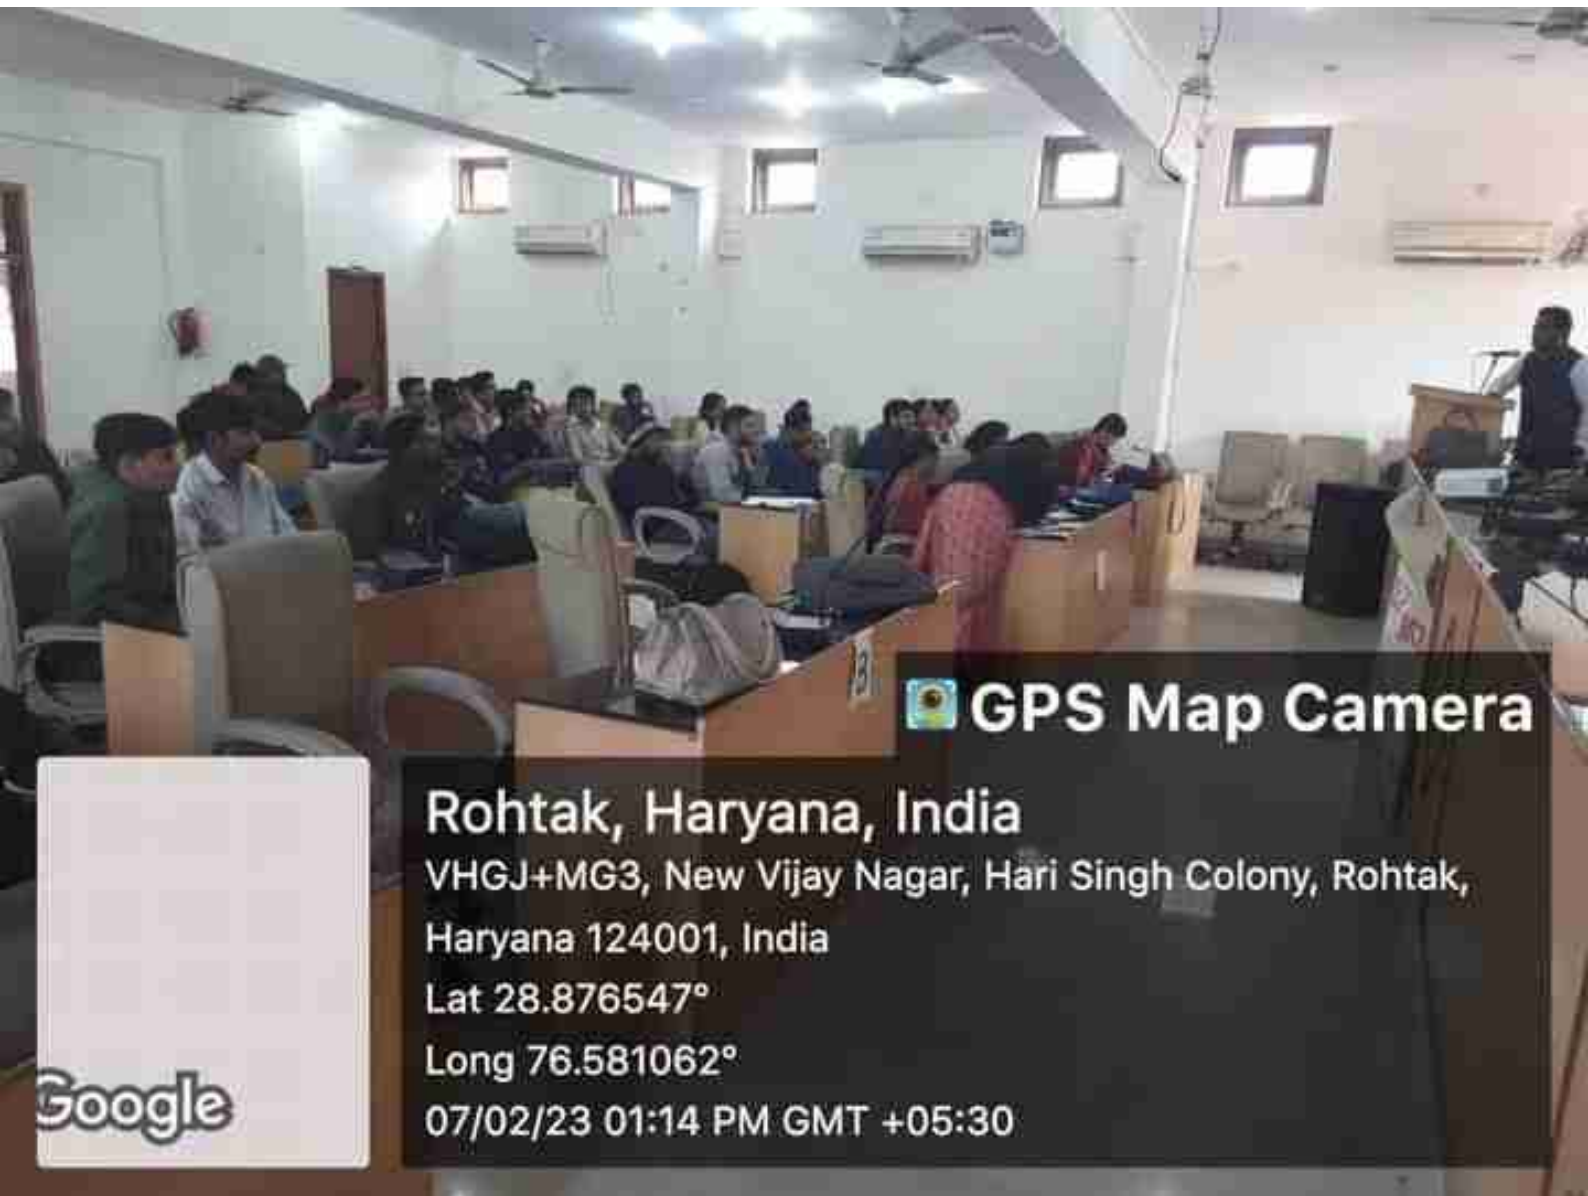 GPS Map Camera
Rohtak, Haryana, India
VHGJ+MG3, New Vijay Nagar, Hari Singh Colony, Rohtak,
Haryana 124001, India
Lat 28.876547°
Long 76.581062°
07/02/23 01:14 PM GMT +05:30
Google